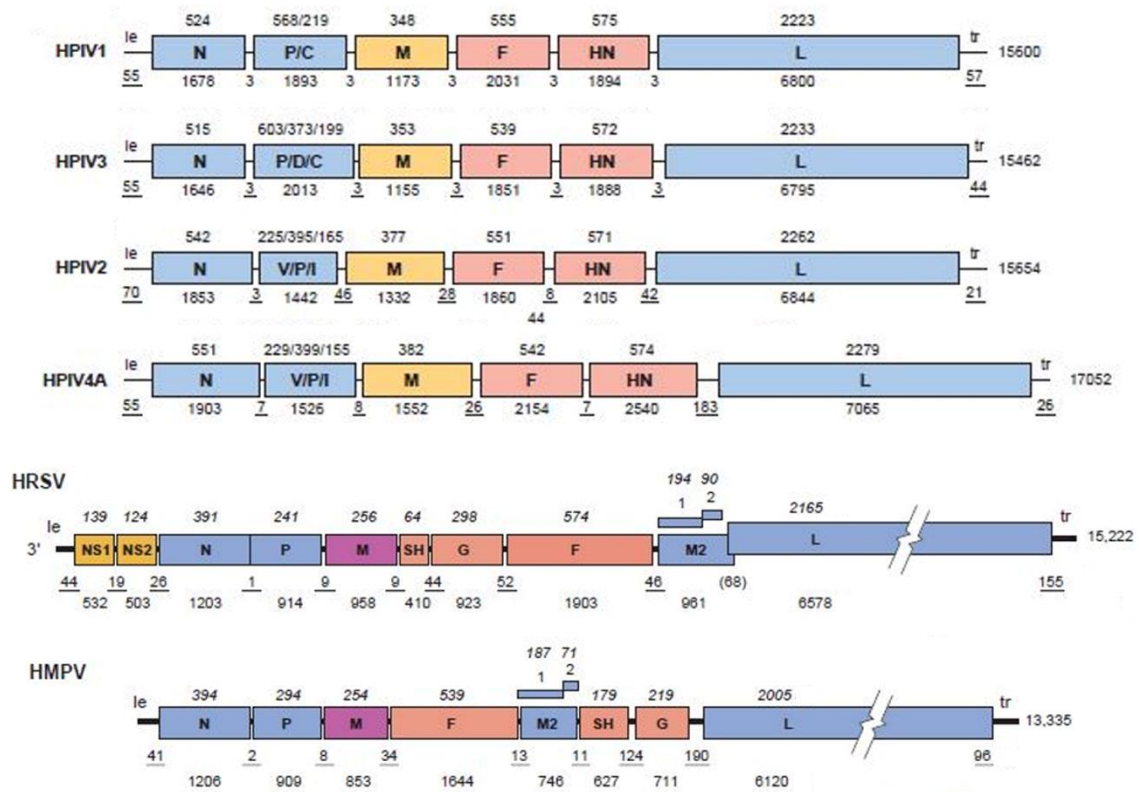 524 568/219 348 555 575 2223
le tr
HPIV1 N P/C M F HN L 15600
55 1678 3 1893 3 1173 3 2031 3 1894 3 6800 57
515 603/373/199 353 539 572 2233
le tr
HPIV3 N P/D/C M F HN L 15462
55 1646 3 2013 3 1155 3 1851 3 1888 3 6795 44
542 225/395/165 377 551 571 2262
le tr
HPIV2 N V/P/I M F HN L 15654
70 1853 3 1442 46 1332 28 1860 8 2105 42 6844 21
44
551 229/399/155 382 542 574 2279
le tr
HPIV4A N V/P/I M F HN L 17052
55 1903 7 1526 8 1552 26 2154 7 2540 183 7065 26
HRSV
194 90
1 2
139 124 391 241 256 64 298 574 2165
le tr
3' NS1 NS2 N P M SH G F M2 L 15,222
44 19 26 1 9 9 44 52 46 (68) 155
532 503 1203 914 958 410 923 1903 961 6578
HMPV
187 71
1 2
394 294 254 539 179 219 2005
le tr
N P M F M2 SH G L 13,335
41 2 8 34 13 11 124 190 96
1206 909 853 1644 746 627 711 6120